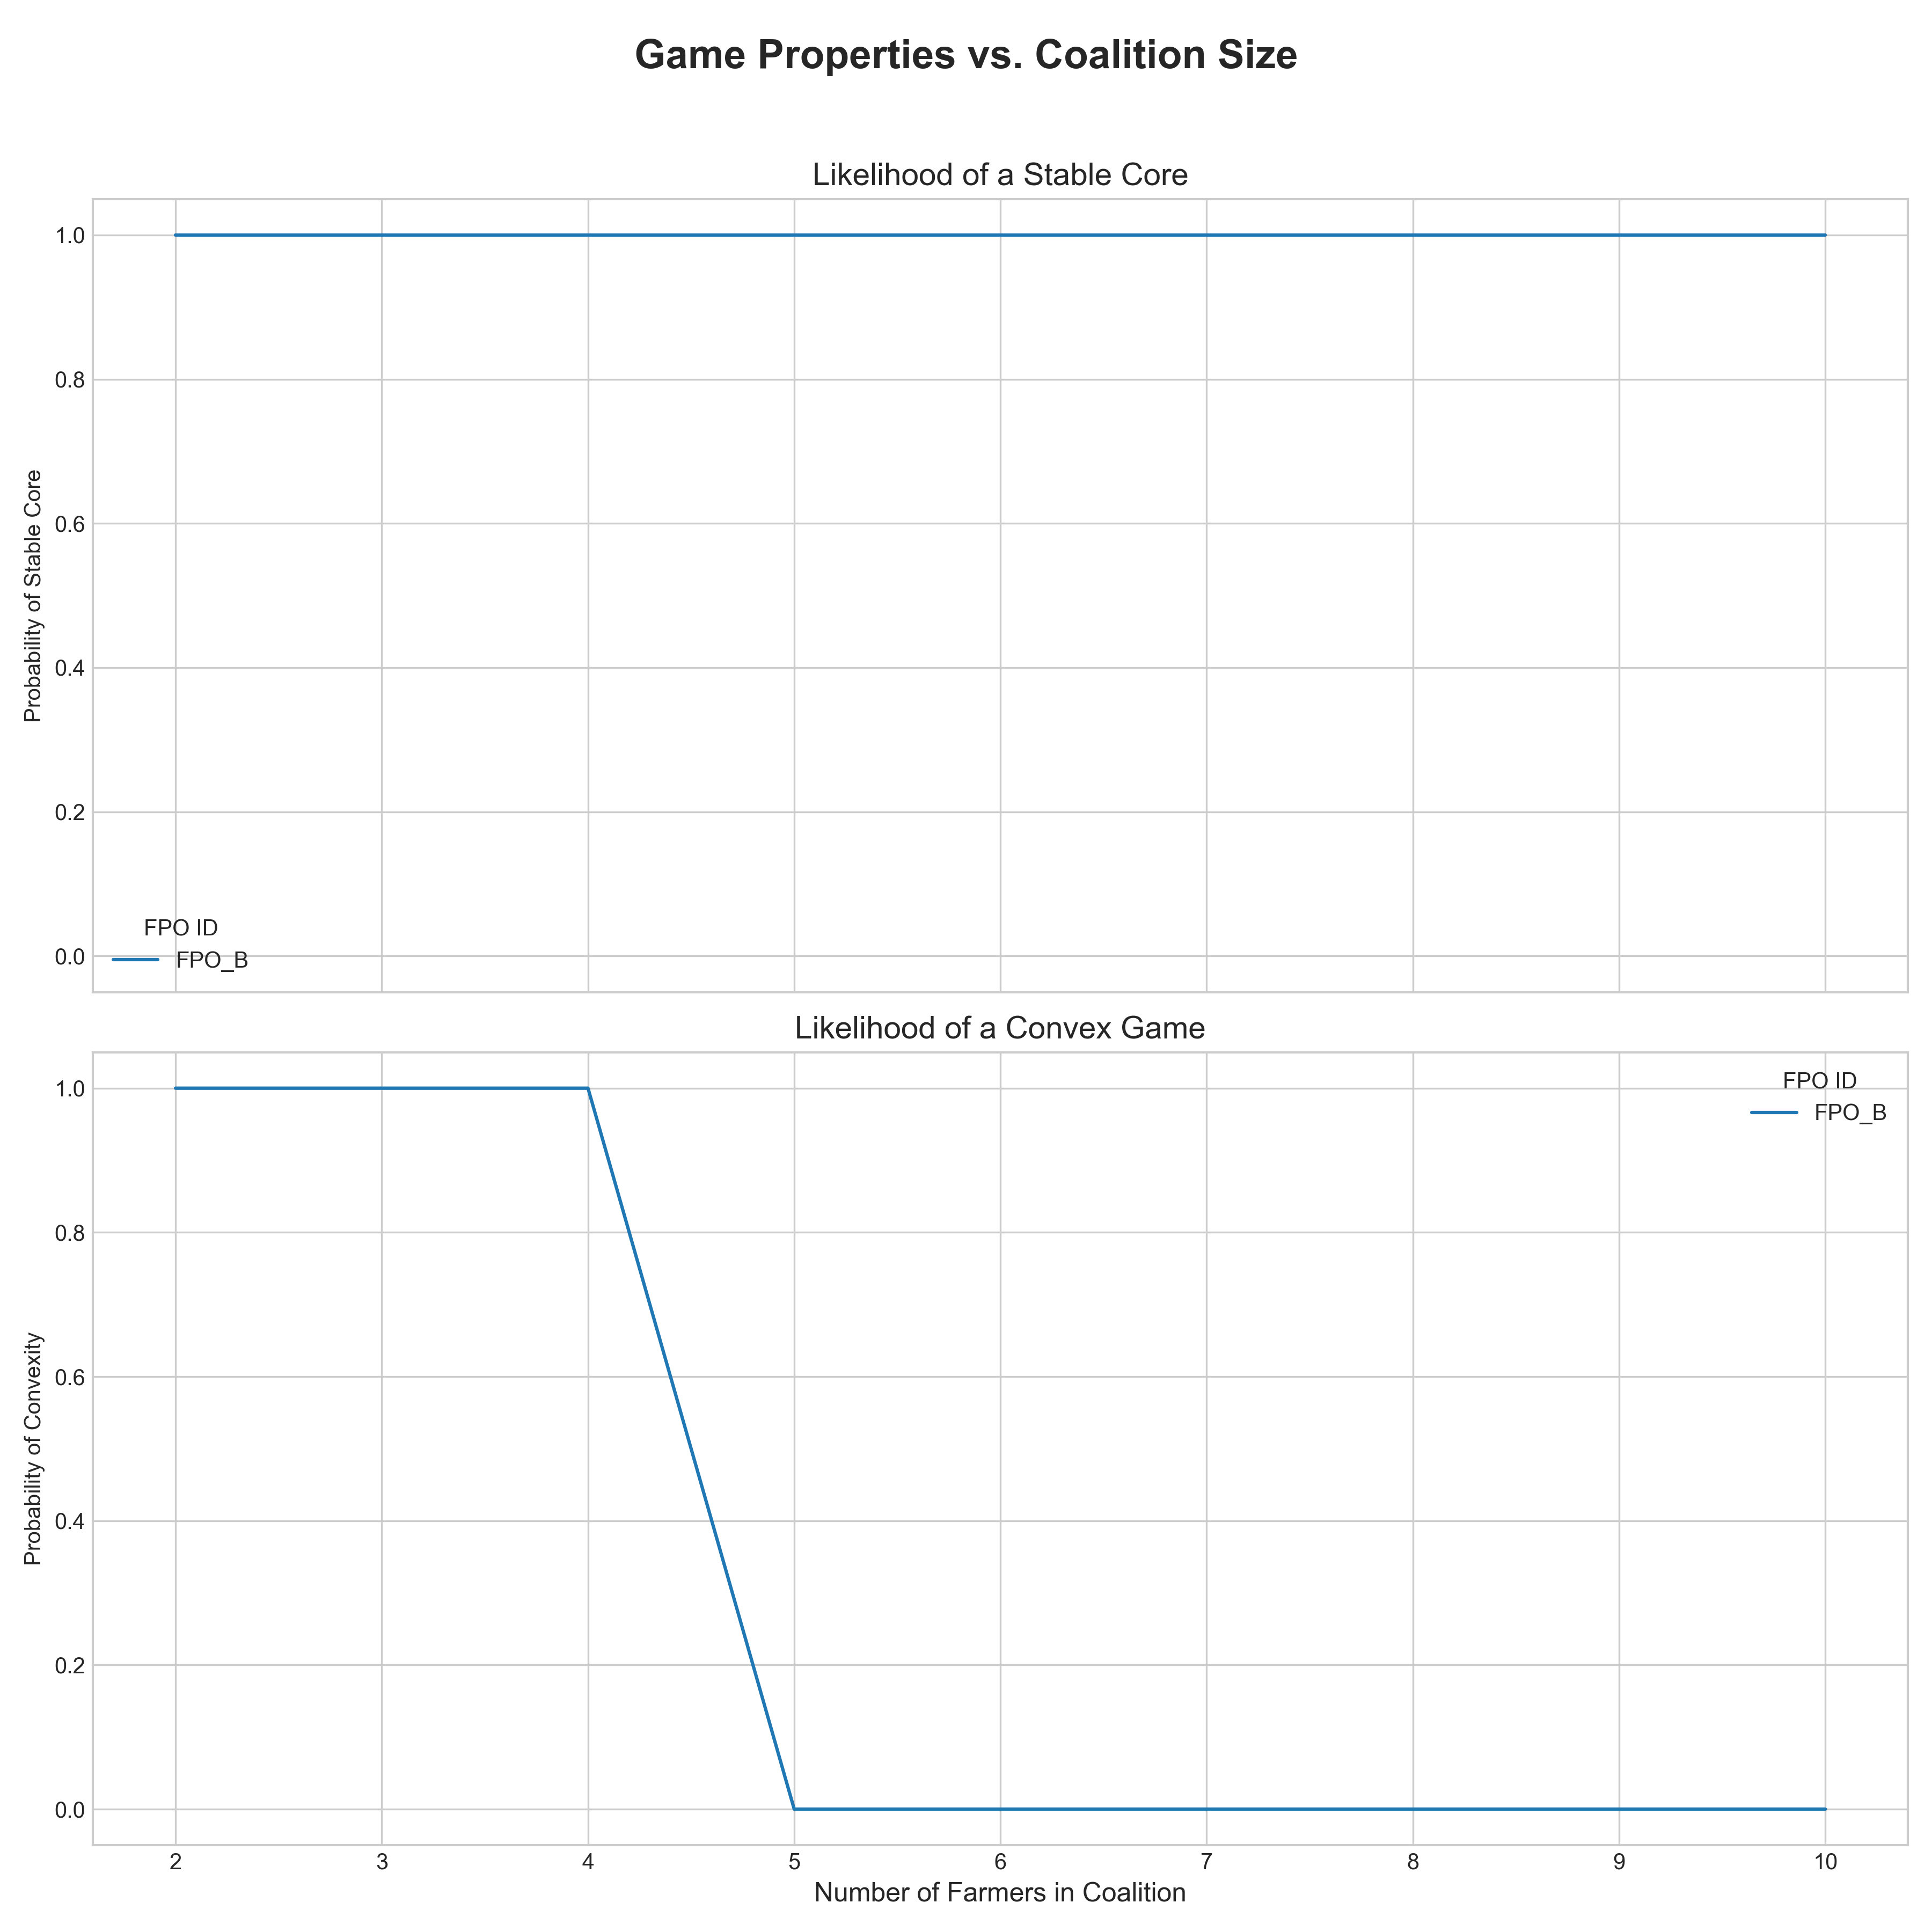 Game Properties vs. Coalition Size
Likelihood of a Stable Core
Probability of Stable Core
1.0
0.8
0.6
0.4
0.2
0.0
FPO ID
FPO_B
Likelihood of a Convex Game
Probability of Convexity
1.0
0.8
0.6
0.4
0.2
0.0
FPO ID
FPO_B
2 3 4 5 6 7 8 9 10
Number of Farmers in Coalition